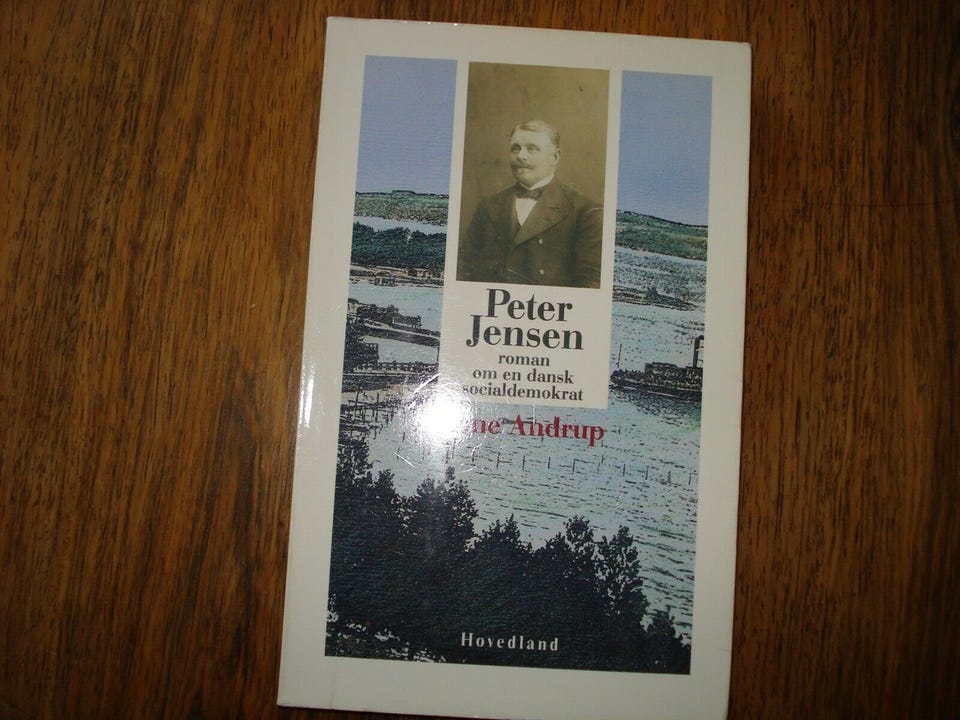 Peter
Jensen
roman
om en dansk
socialdemokrat
Andrup
Hovedland